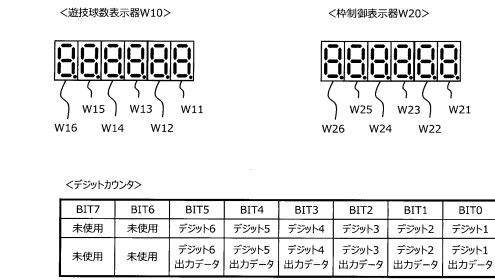 <遊技球数表示器W10>
<枠制御表示器W20>
W15 W13 W11
W16 W14 W12
W25 W23 W21
W26 W24 W22
<デジットカウンタ>
BIT7 BIT6 BIT5 BIT4 BIT3 BIT2 BIT1 BIT0
未使用 未使用 デジット6 デジット5 デジット4 デジット3 デジット2 デジット1
未使用 未使用 デジット6 出力データ デジット5 出力データ デジット4 出力データ デジット3 出力データ デジット2 出力データ デジット1 出力データ